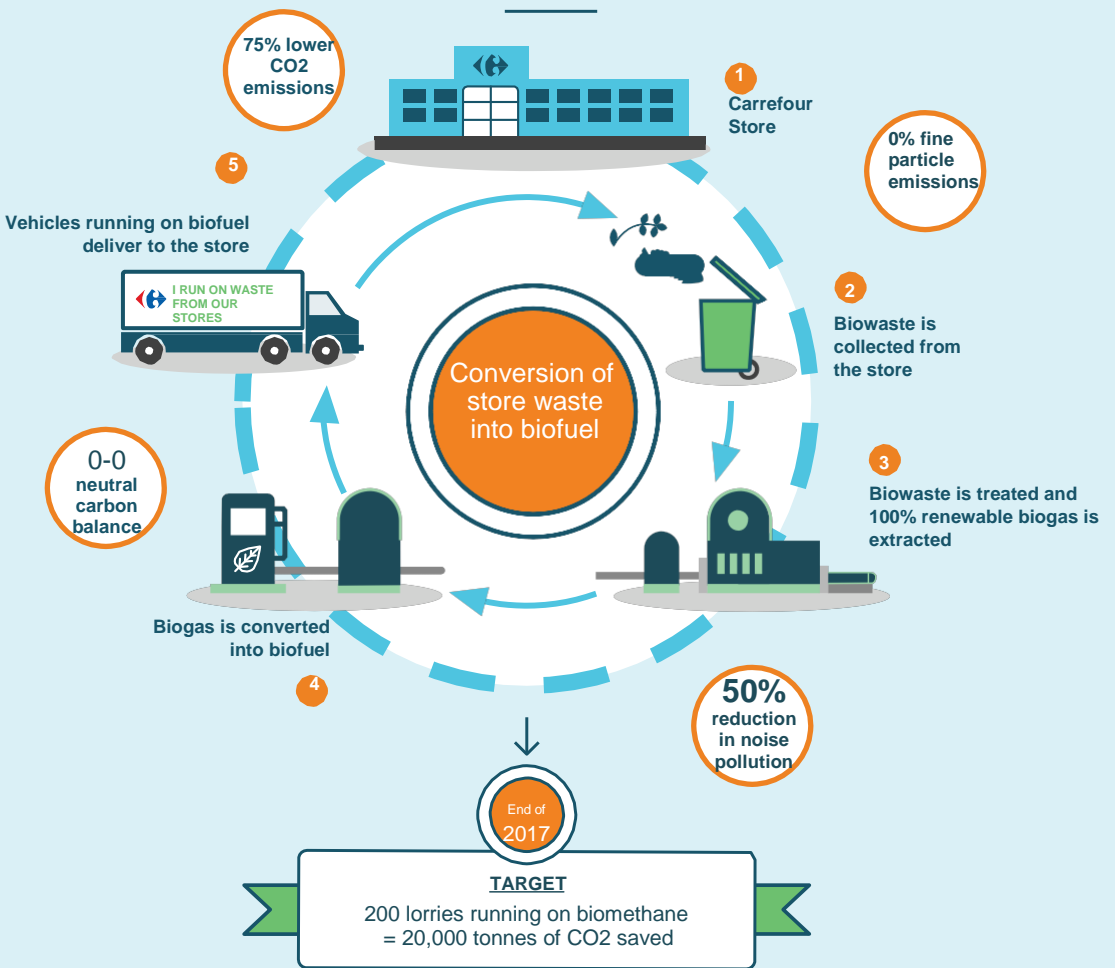 75% lower
CO2
emissions
1
Carrefour
Store
0% fine
particle
emissions
5
Vehicles running on biofuel
deliver to the store
I RUN ON WASTE
FROM OUR
STORES
2
Biowaste is
collected from
the store
Conversion of
store waste
into biofuel
0-0
neutral
carbon
balance
3
Biowaste is treated and
100% renewable biogas is
extracted
Biogas is converted
into biofuel
4
50%
reduction
in noise
pollution
End of
2017
TARGET
200 lorries running on biomethane
= 20,000 tonnes of CO2 saved